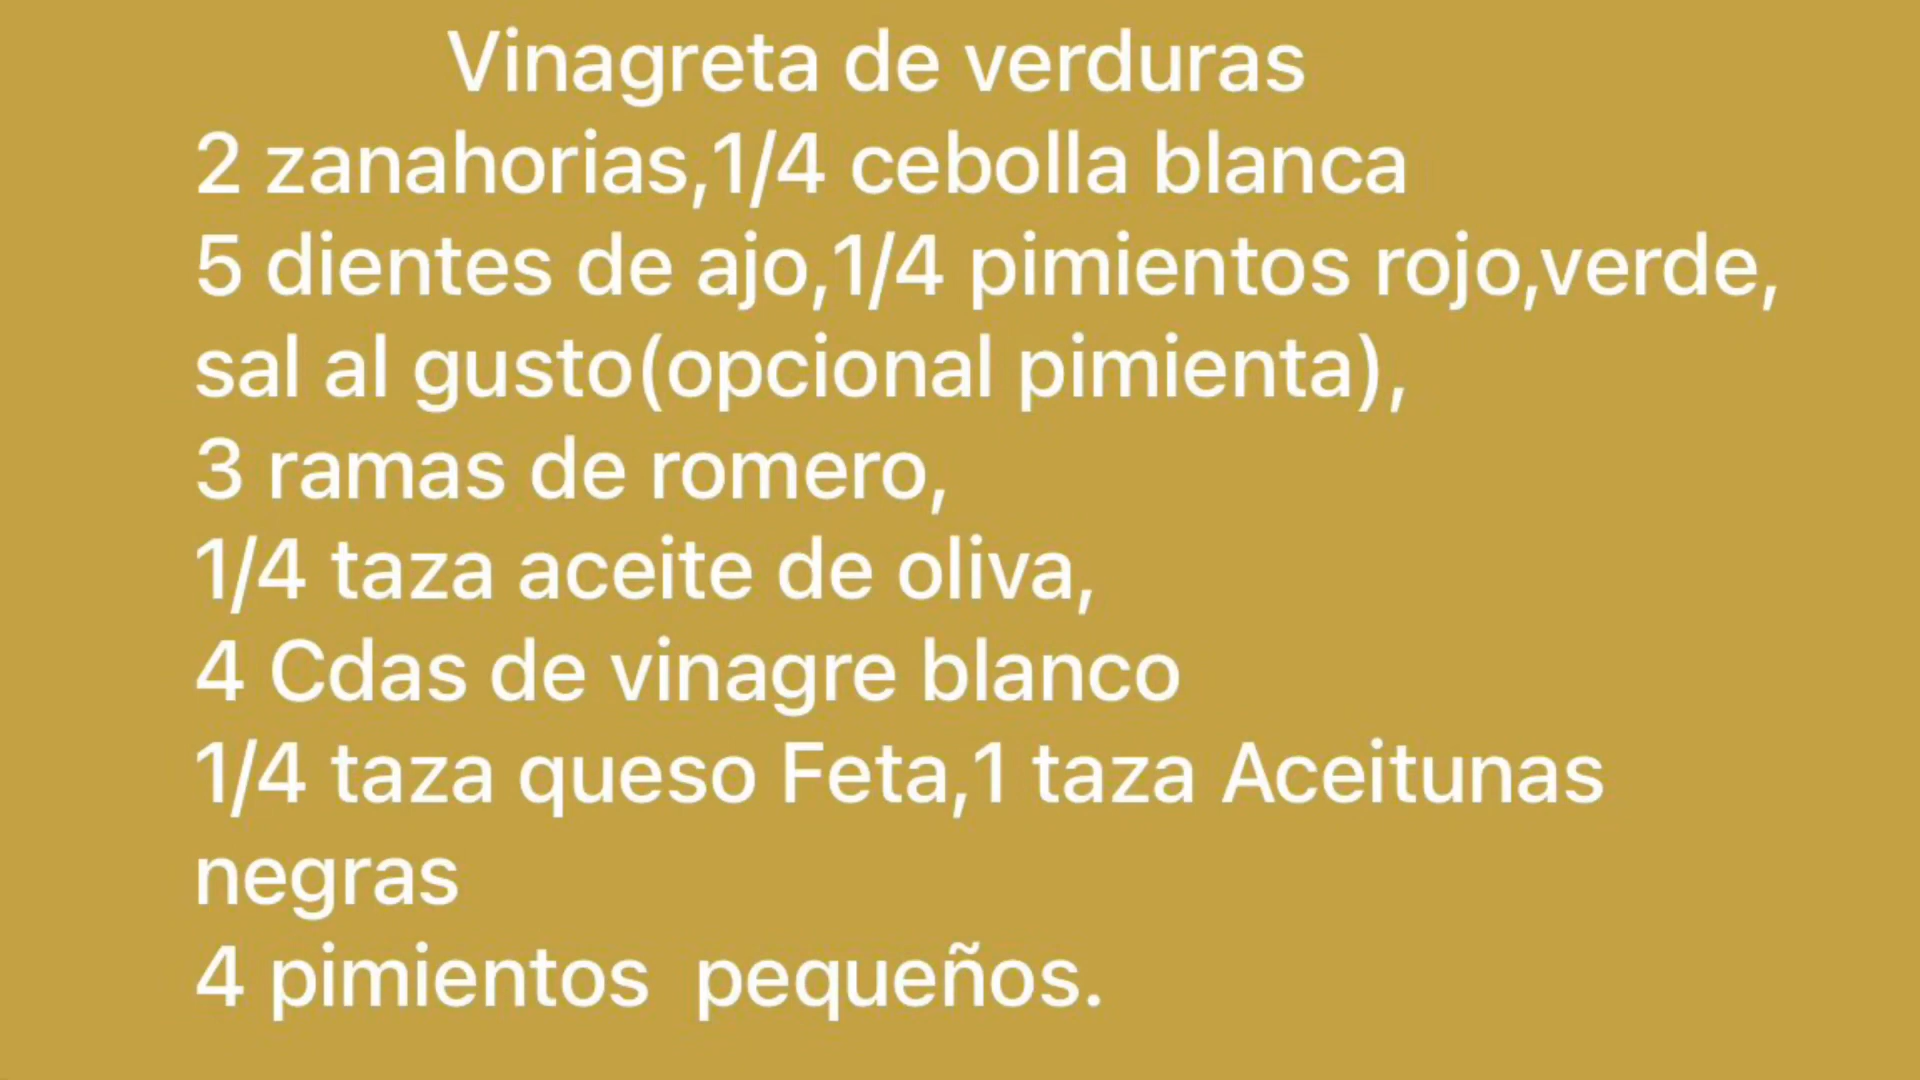 Vinagreta de verduras
2 zanahorias,1/4 cebolla blanca
5 dientes de ajo,1/4 pimientos rojo,verde,
sal al gusto(opcional pimienta),
3 ramas de romero,
1/4 taza aceite de oliva,
4 Cdas de vinagre blanco
1/4 taza queso Feta,1 taza Aceitunas
negras
4 pimientos  pequeños.